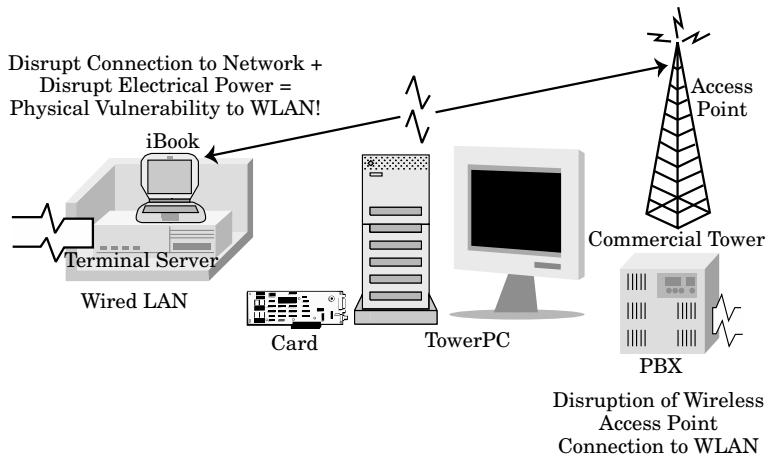 Disrupt Connection to Network +
Disrupt Electrical Power =
Physical Vulnerability to WLAN!
iBook
Access
Point
Terminal Server
Commercial Tower
Wired LAN
Card
TowerPC
PBX
Disruption of Wireless
Access Point
Connection to WLAN